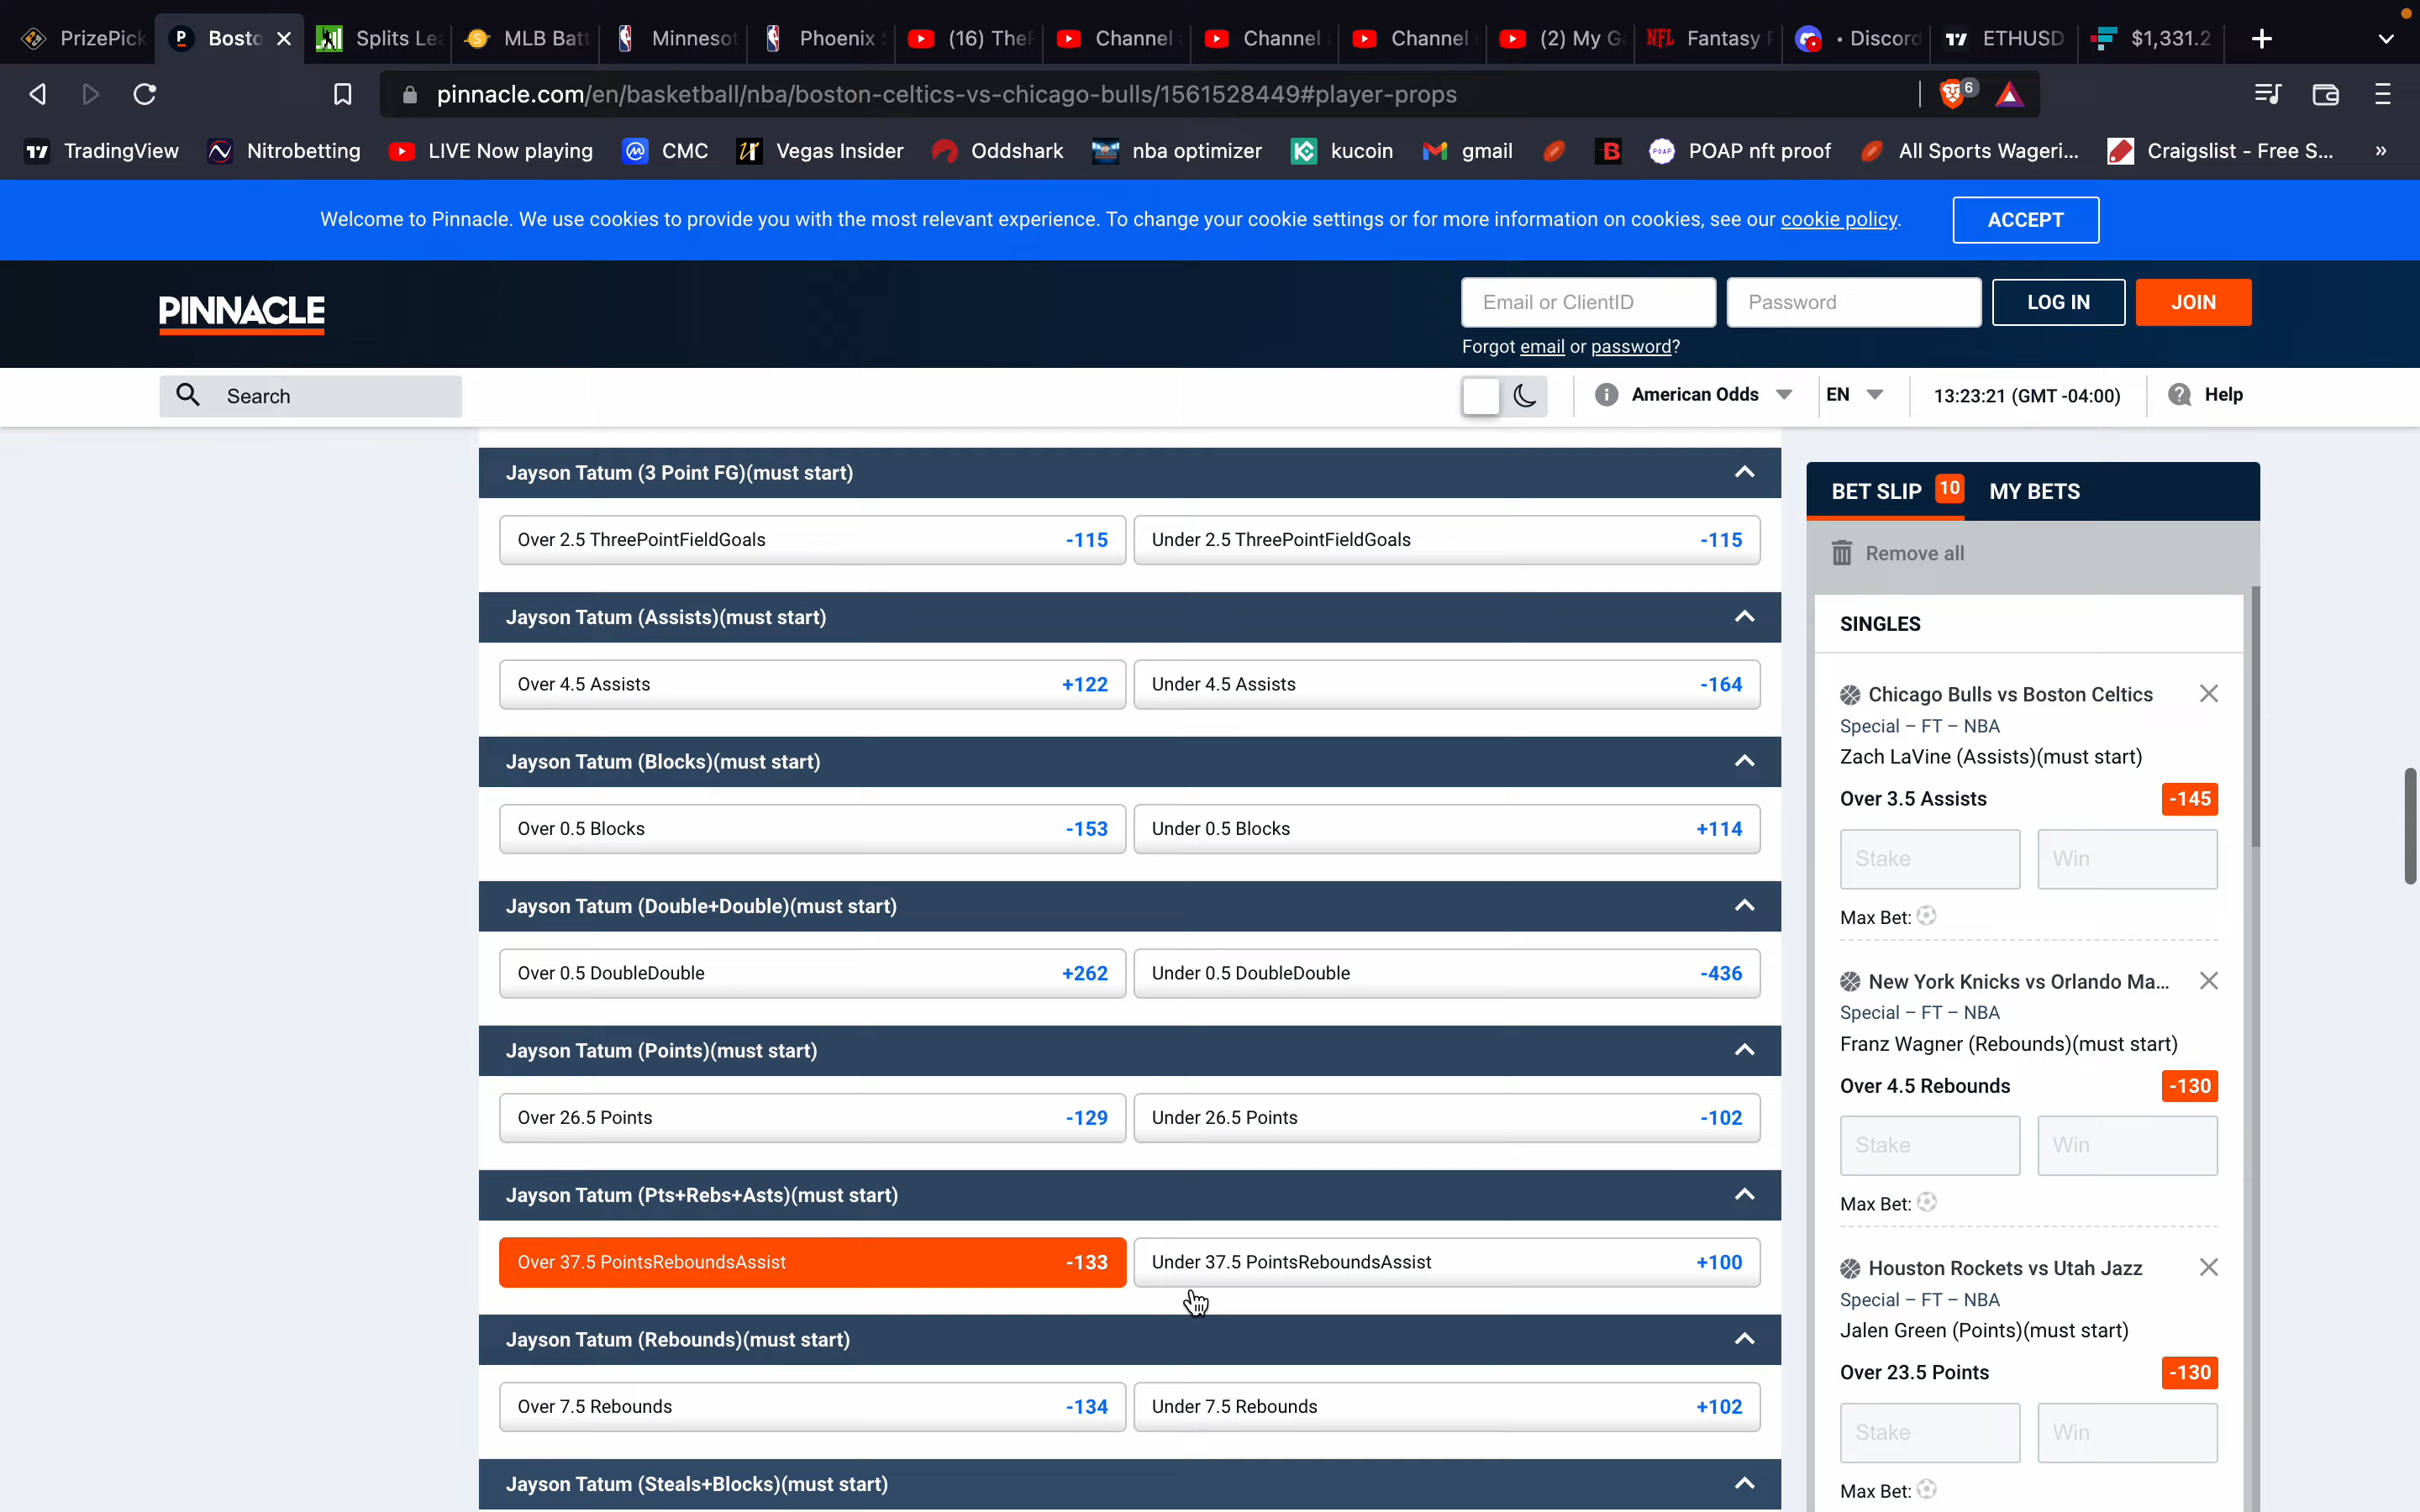 PrizePick
Bosto
Splits Lea
MLB Batt
Minnesot
Phoenix S
(16) TheF
Channel
Channel
Channel
(2) My G
NFL Fantasy F
• Discord
ETHUSD
$1,331.2
pinnacle.com/en/basketball/nba/boston-celtics-vs-chicago-bulls/1561528449#player-props
6
TradingView
Nitrobetting
LIVE Now playing
CMC
Vegas Insider
Oddshark
nba optimizer
kucoin
gmail
B
POAP nft proof
All Sports Wageri...
Craigslist - Free S...
»
Welcome to Pinnacle. We use cookies to provide you with the most relevant experience. To change your cookie settings or for more information on cookies, see our cookie policy.
ACCEPT
PINNACLE
Email or ClientID
Password
LOG IN
JOIN
Forgot email or password?
Search
American Odds
EN
13:23:21 (GMT -04:00)
Help
Jayson Tatum (3 Point FG)(must start)
Over 2.5 ThreePointFieldGoals -115
Under 2.5 ThreePointFieldGoals -115
Jayson Tatum (Assists)(must start)
Over 4.5 Assists +122
Under 4.5 Assists -164
Jayson Tatum (Blocks)(must start)
Over 0.5 Blocks -153
Under 0.5 Blocks +114
Jayson Tatum (Double+Double)(must start)
Over 0.5 DoubleDouble +262
Under 0.5 DoubleDouble -436
Jayson Tatum (Points)(must start)
Over 26.5 Points -129
Under 26.5 Points -102
Jayson Tatum (Pts+Rebs+Asts)(must start)
Over 37.5 PointsReboundsAssist -133
Under 37.5 PointsReboundsAssist +100
Jayson Tatum (Rebounds)(must start)
Over 7.5 Rebounds -134
Under 7.5 Rebounds +102
Jayson Tatum (Steals+Blocks)(must start)
BET SLIP 10
MY BETS
Remove all
SINGLES
Chicago Bulls vs Boston Celtics
Special – FT – NBA
Zach LaVine (Assists)(must start)
Over 3.5 Assists -145
Stake
Win
Max Bet:
New York Knicks vs Orlando Ma...
Special – FT – NBA
Franz Wagner (Rebounds)(must start)
Over 4.5 Rebounds -130
Stake
Win
Max Bet:
Houston Rockets vs Utah Jazz
Special – FT – NBA
Jalen Green (Points)(must start)
Over 23.5 Points -130
Stake
Win
Max Bet: